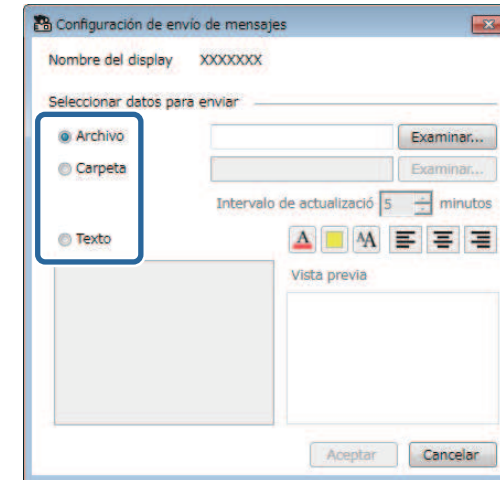 Configuración de envío de mensajes
Nombre del display XXXXXXX
Seleccionar datos para enviar
Archivo Examinar...
Carpeta Examinar...
Intervalo de actualizació 5 minutos
Texto A AA
Vista previa
Aceptar Cancelar